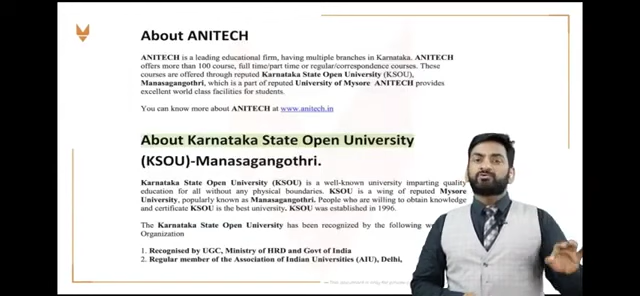 About ANITECH
ANITECH is a leading educational firm, having multiple branches in Karnataka. ANITECH
offers more than 100 course, full time/part time or regular/correspondence courses. These
courses are offered through reputed Karnataka State Open University (KSOU),
Manasagangothri, which is a part of reputed University of Mysore ANITECH provides
excellent world class facilities for students.
You can know more about ANITECH at www.anitech.in
About Karnataka State Open University
(KSOU)-Manasagangothri.
Karnataka State Open University (KSOU) is a well-known university imparting quality
education for all without any physical boundaries. KSOU is a wing of reputed Mysore
University, popularly known as Manasagangothri. People who are willing to obtain knowledge
and certificate KSOU is the best university. KSOU was established in 1996.
The Karnataka State Open University has been recognized by the following
Organization
1. Recognised by UGC, Ministry of HRD and Govt of India
2. Regular member of the Association of Indian Universities (AIU), Delhi,